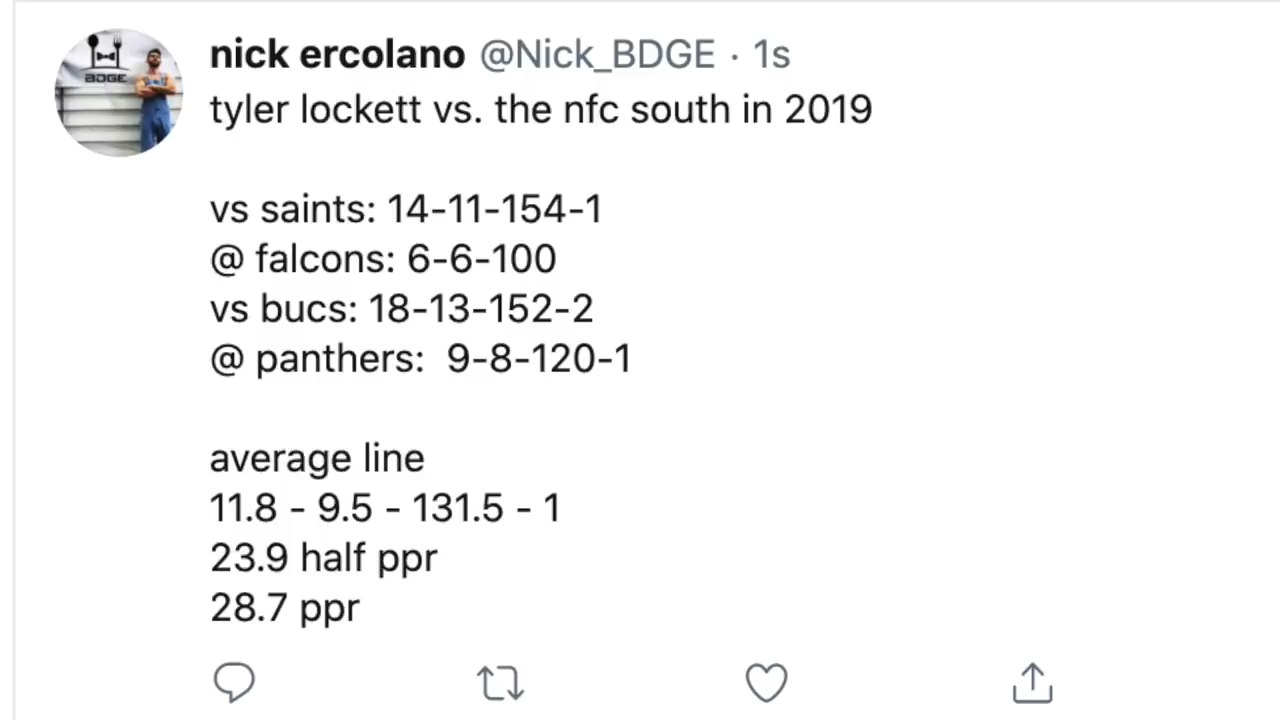 nick ercolano @Nick_BDGE · 1s
tyler lockett vs. the nfc south in 2019
vs saints: 14-11-154-1
@ falcons: 6-6-100
vs bucs: 18-13-152-2
@ panthers:  9-8-120-1
average line
11.8 - 9.5 - 131.5 - 1
23.9 half ppr
28.7 ppr
BDGE